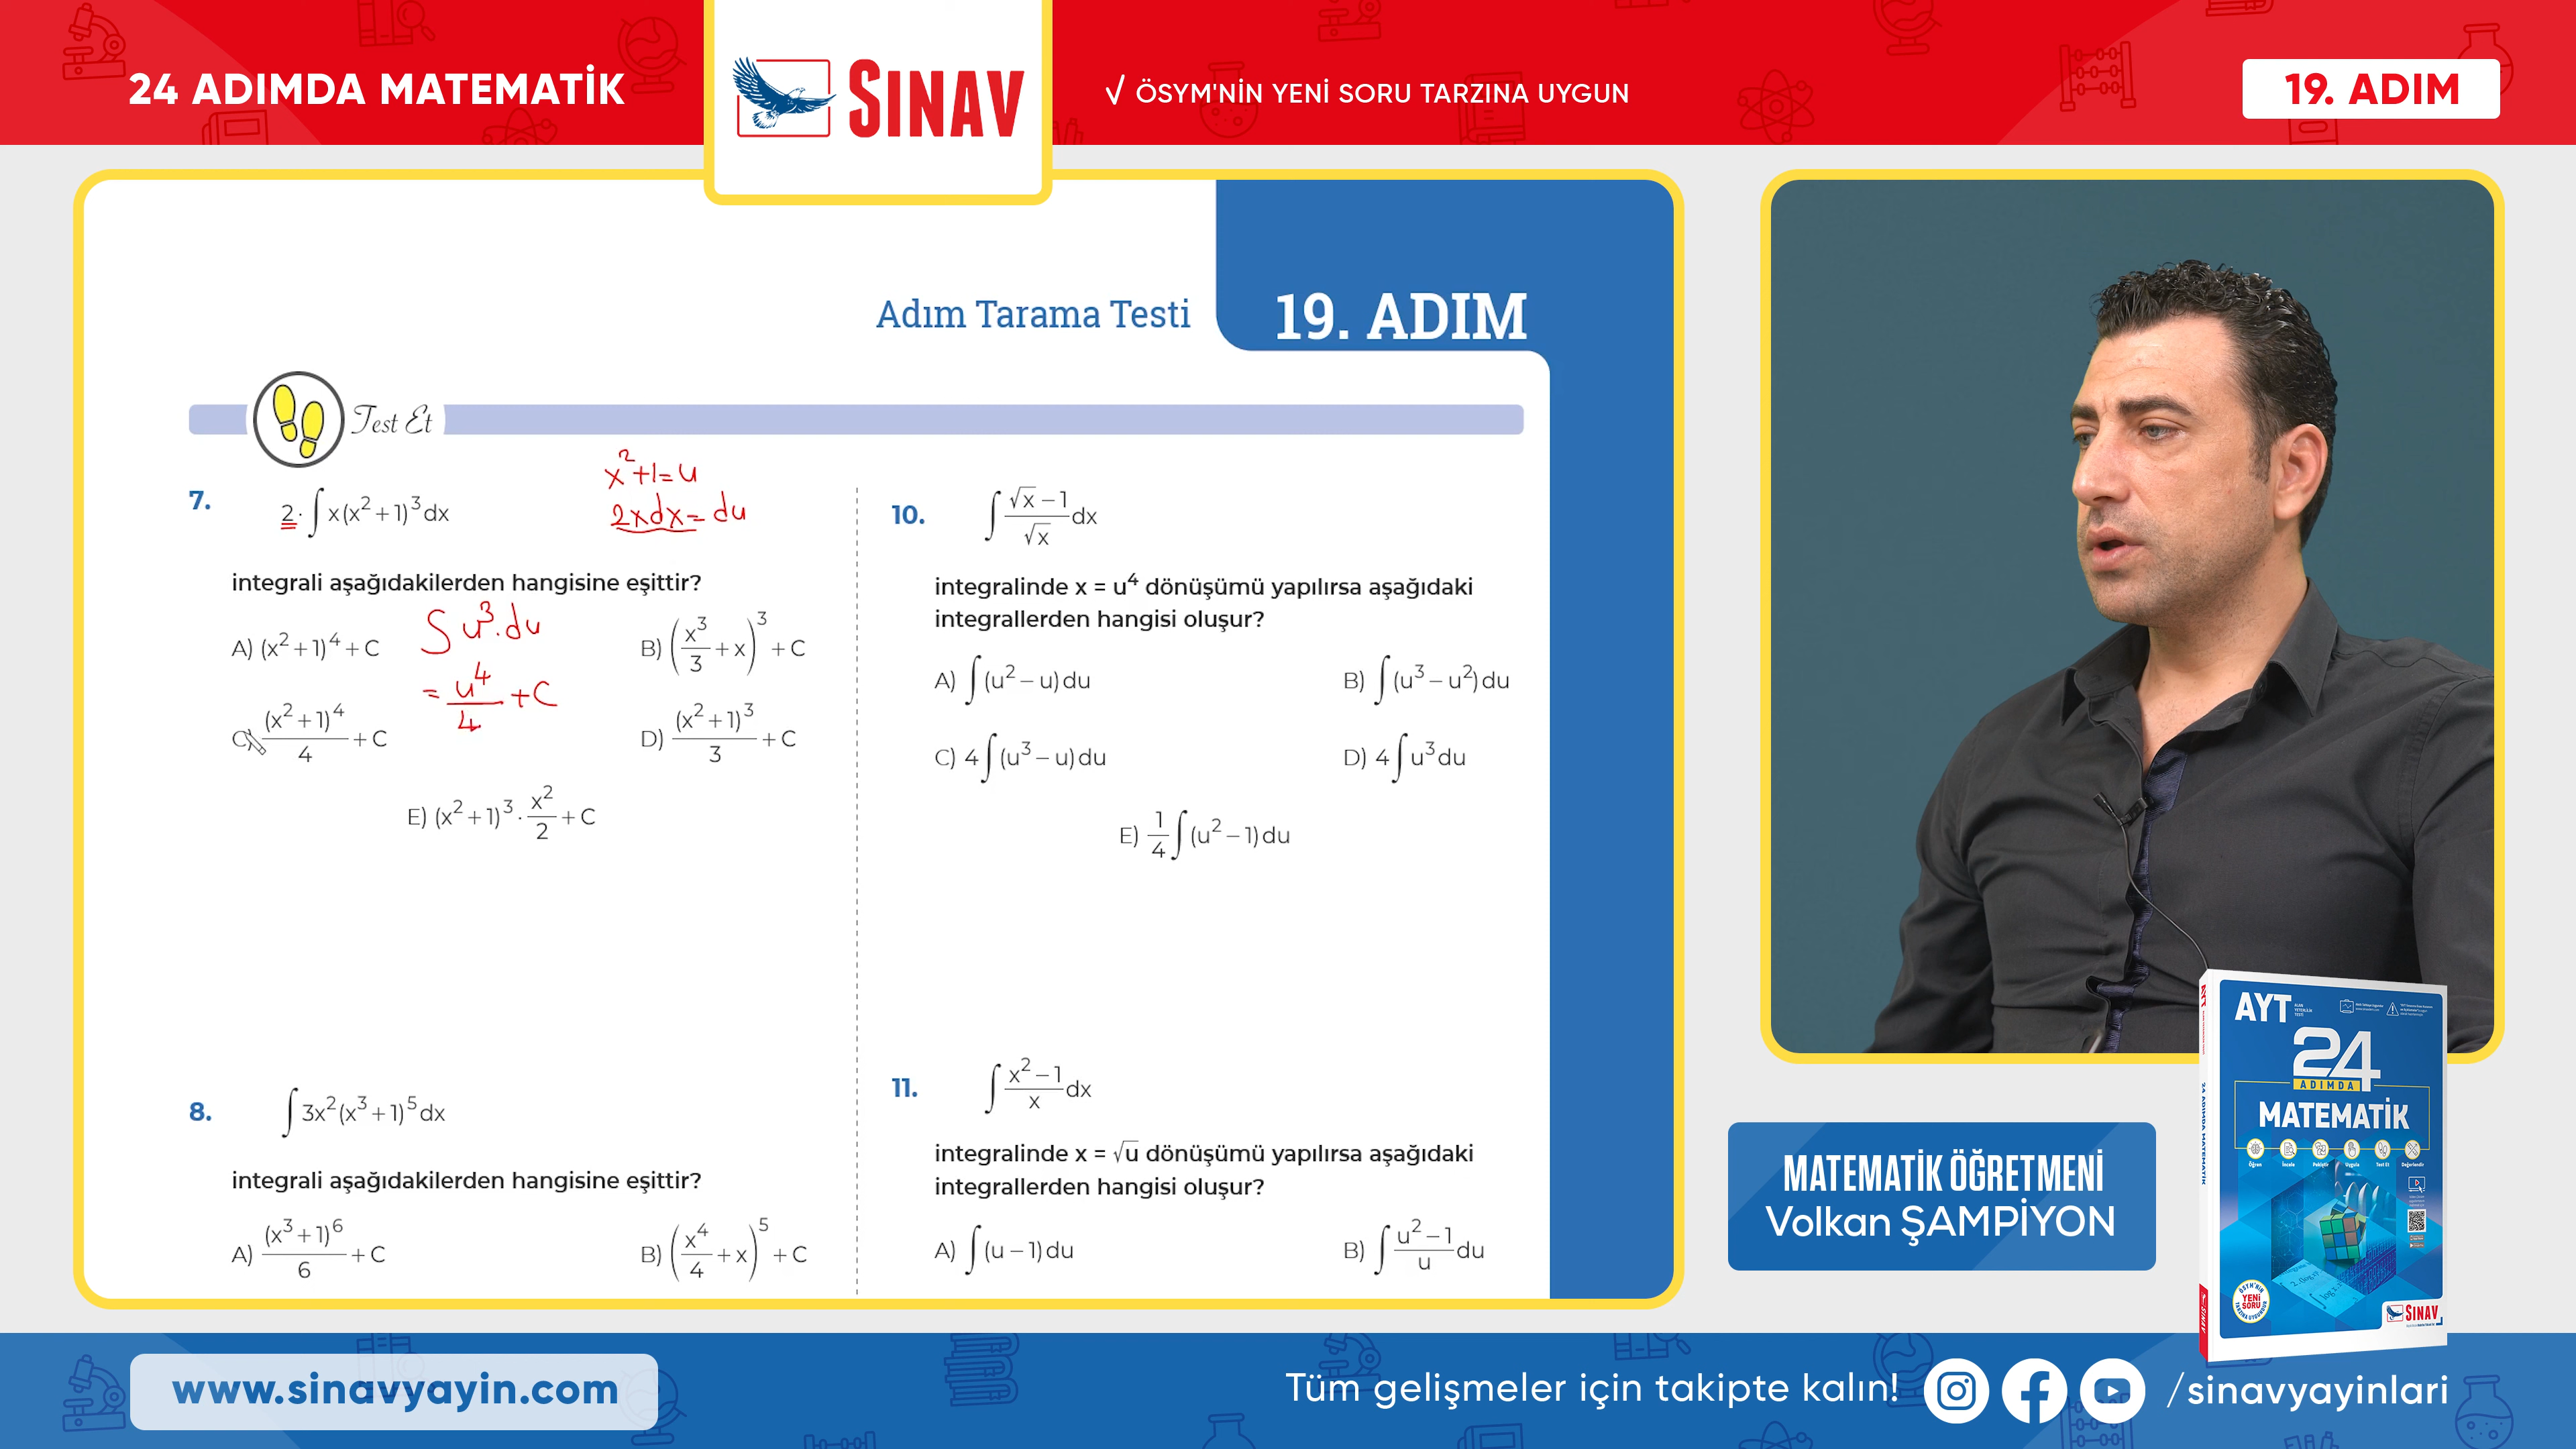 24 ADIMDA MATEMATİK
SINAV
√ ÖSYM'NİN YENİ SORU TARZINA UYGUN
19. ADIM
Adım Tarama Testi
19. ADIM
Test Et
7. 2·∫x(x²+1)³dx
x²+1=u
2xdx=du
integrali aşağıdakilerden hangisine eşittir?
∫u³.du
=u⁴/4+C
A) (x²+1)⁴+C
B) (x³/3+x)³+C
C) (x²+1)⁴/4+C
D) (x²+1)³/3+C
E) (x²+1)³·x²/2+C
8. ∫3x²(x³+1)⁵dx
integrali aşağıdakilerden hangisine eşittir?
A) (x³+1)⁶/6+C
B) (x⁴/4+x)⁵+C
10. ∫(√x−1)/√x dx
integralinde x = u⁴ dönüşümü yapılırsa aşağıdaki
integrallerden hangisi oluşur?
A) ∫(u²−u)du
B) ∫(u³−u²)du
C) 4∫(u³−u)du
D) 4∫u³du
E) 1/4∫(u²−1)du
11. ∫(x²−1)/x dx
integralinde x = √u dönüşümü yapılırsa aşağıdaki
integrallerden hangisi oluşur?
A) ∫(u−1)du
B) ∫(u²−1)/u du
MATEMATİK ÖĞRETMENİ
Volkan ŞAMPİYON
AYT
24
ADIMDA
MATEMATİK
YENİ
SORU
SINAV
www.sinavyayin.com
Tüm gelişmeler için takipte kalın!
/sinavyayinlari